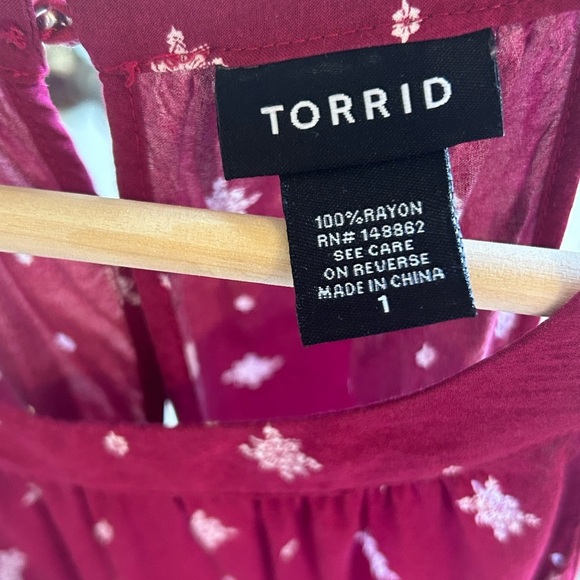 TORRID
100%RAYON
RN# 148862
SEE CARE
ON REVERSE
MADE IN CHINA
1